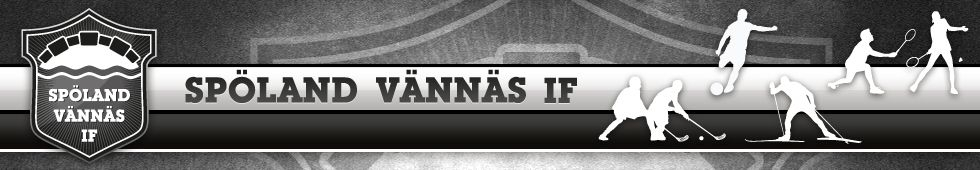 SPÖLAND
VÄNNÄS
IF
SPÖLAND VÄNNÄS IF